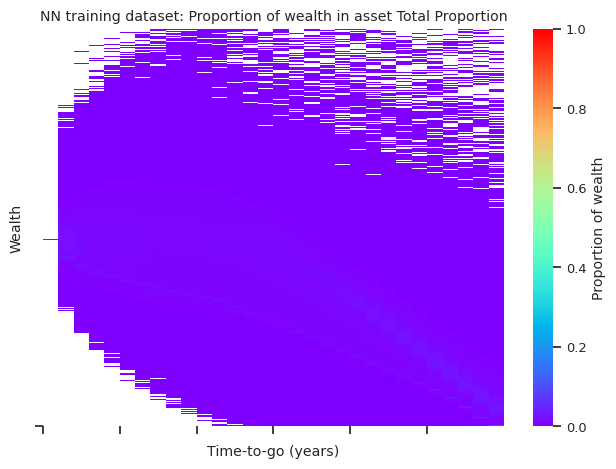 NN training dataset: Proportion of wealth in asset Total Proportion
Wealth
Time-to-go (years)
1.0
0.8
0.6
0.4
0.2
0.0
Proportion of wealth